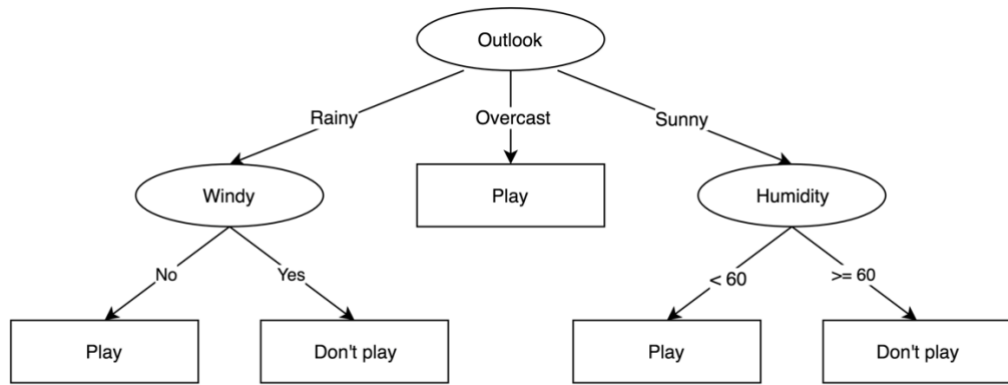 Outlook
Rainy
Overcast
Sunny
Windy
Play
Humidity
No
Yes
< 60
>= 60
Play
Don't play
Play
Don't play